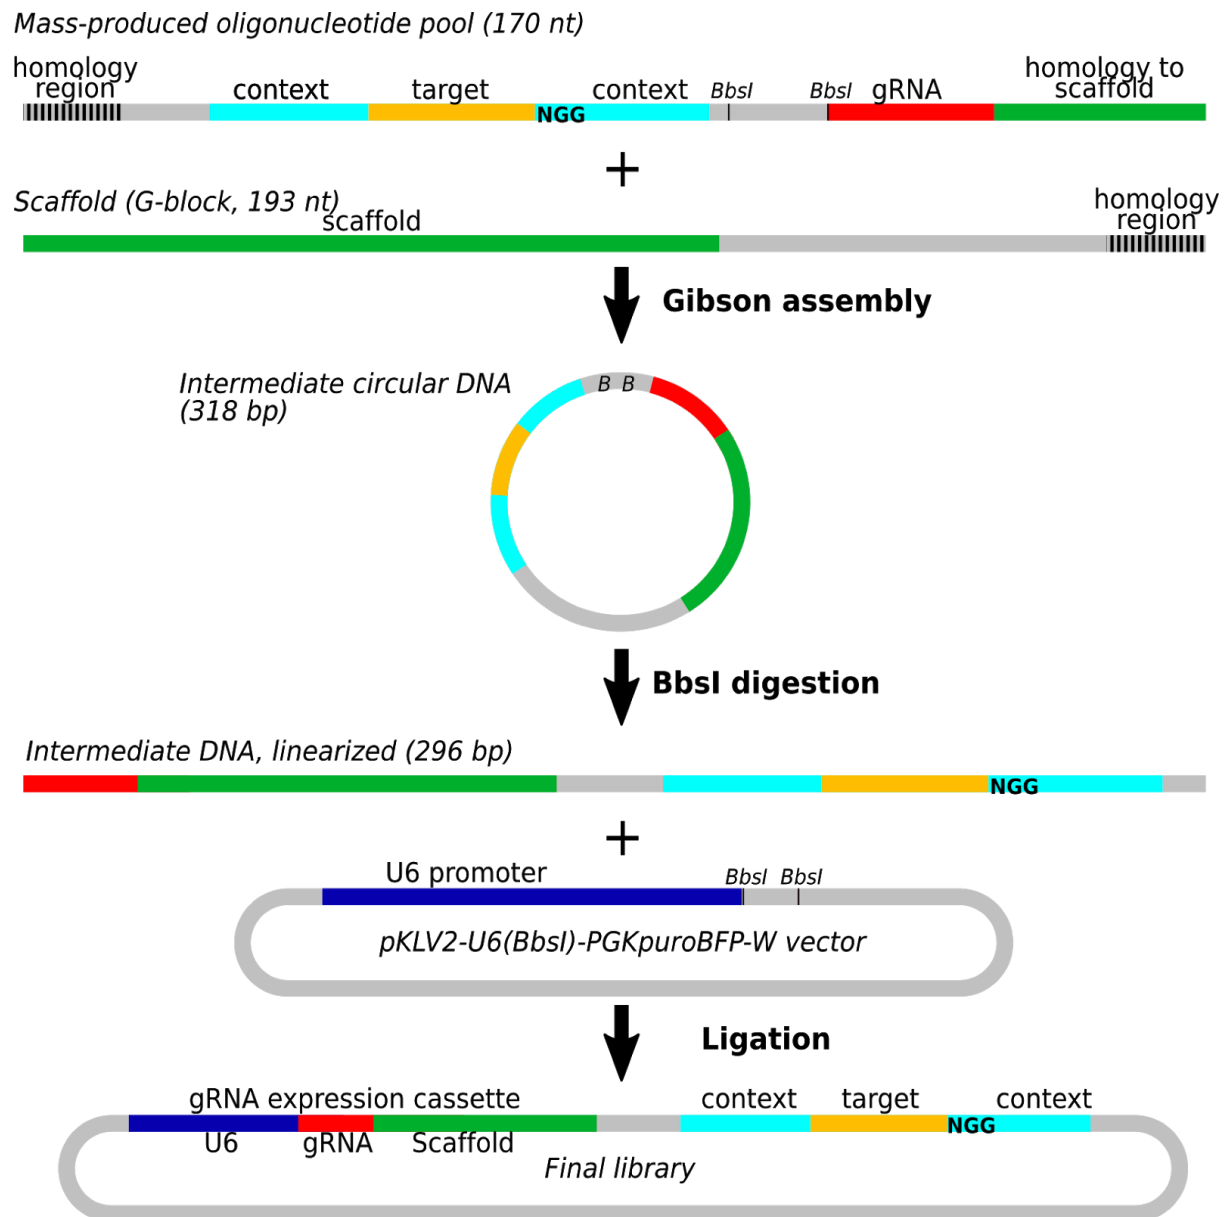 Mass-produced oligonucleotide pool (170 nt)
homology region
context
target
context
BbsI
BbsI
gRNA
homology to scaffold
NGG
+
Scaffold (G-block, 193 nt)
scaffold
homology region
Gibson assembly
Intermediate circular DNA
(318 bp)
B B
BbsI digestion
Intermediate DNA, linearized (296 bp)
NGG
+
U6 promoter
BbsI
BbsI
pKLV2-U6(BbsI)-PGKpuroBFP-W vector
Ligation
gRNA expression cassette
context
target
context
NGG
U6
gRNA
Scaffold
Final library